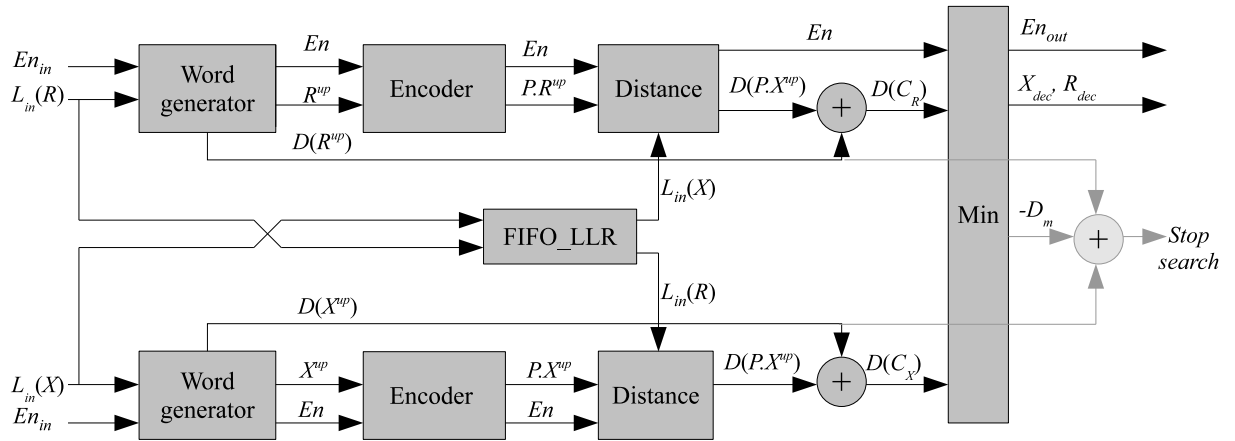 En_in
L_in(R)
Word
generator
En
R^up
Encoder
En
P.R^up
Distance
En
D(P.X^up)
+
D(C_R)
En_out
X_dec, R_dec
D(R^up)
L_in(X)
FIFO_LLR
L_in(R)
Min
-D_m
+
Stop
search
D(X^up)
L_in(X)
En_in
Word
generator
X^up
En
Encoder
P.X^up
En
Distance
D(P.X^up)
+
D(C_X)